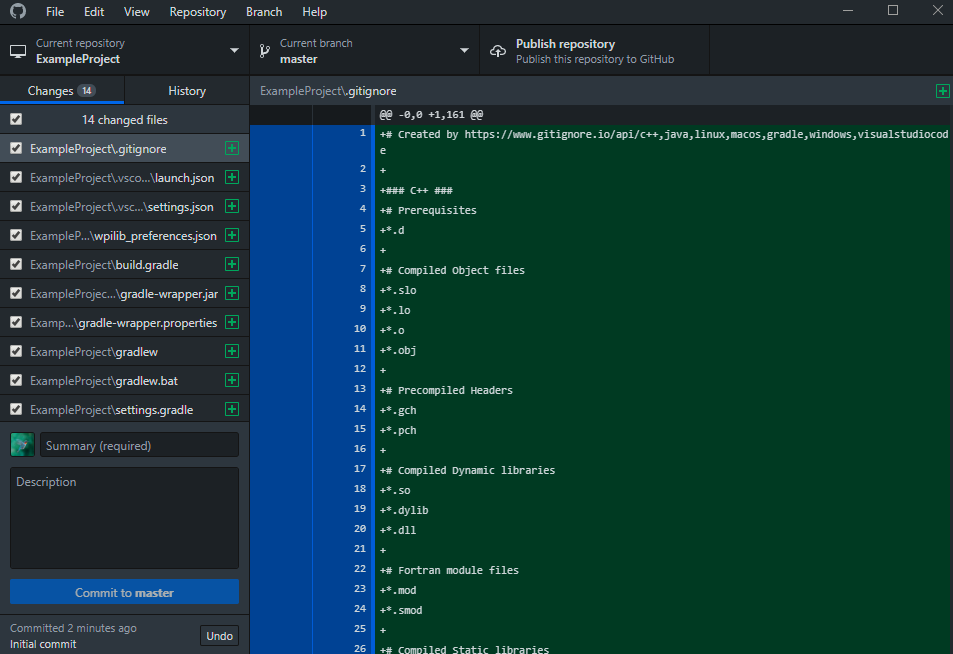 File Edit View Repository Branch Help
Current repository
ExampleProject
Current branch
master
Publish repository
Publish this repository to GitHub
Changes 14
History
14 changed files
ExampleProject\.gitignore
ExampleProject\.vsco...\launch.json
ExampleProject\.vsc...\settings.json
ExampleP...\wpilib_preferences.json
ExampleProject\build.gradle
ExampleProjec...\gradle-wrapper.jar
Examp...\gradle-wrapper.properties
ExampleProject\gradlew
ExampleProject\gradlew.bat
ExampleProject\settings.gradle
Summary (required)
Description
Commit to master
Committed 2 minutes ago
Initial commit
Undo
ExampleProject\.gitignore
@@ -0,0 +1,161 @@
1 +# Created by https://www.gitignore.io/api/c++,java,linux,macos,gradle,windows,visualstudiocod
e
2 +
3 +### C++ ###
4 +# Prerequisites
5 +*.d
6 +
7 +# Compiled Object files
8 +*.slo
9 +*.lo
10 +*.o
11 +*.obj
12 +
13 +# Precompiled Headers
14 +*.gch
15 +*.pch
16 +
17 +# Compiled Dynamic libraries
18 +*.so
19 +*.dylib
20 +*.dll
21 +
22 +# Fortran module files
23 +*.mod
24 +*.smod
25 +
26 +# Compiled Static libraries